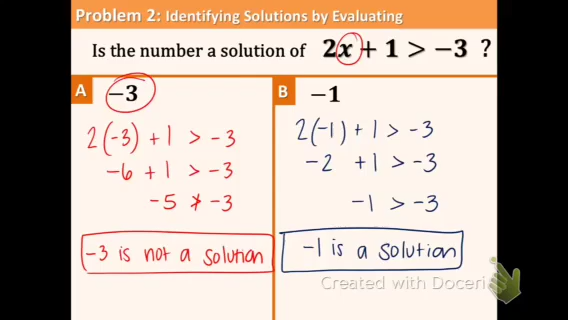 Problem 2: Identifying Solutions by Evaluating
Is the number a solution of 2x + 1 > −3 ?
A
−3
2(-3) + 1 > -3
-6 + 1 > -3
-5 ≯ -3
-3 is not a solution
B
−1
2(-1) + 1 > -3
-2 + 1 > -3
-1 > -3
-1 is a solution
Created with Doceri